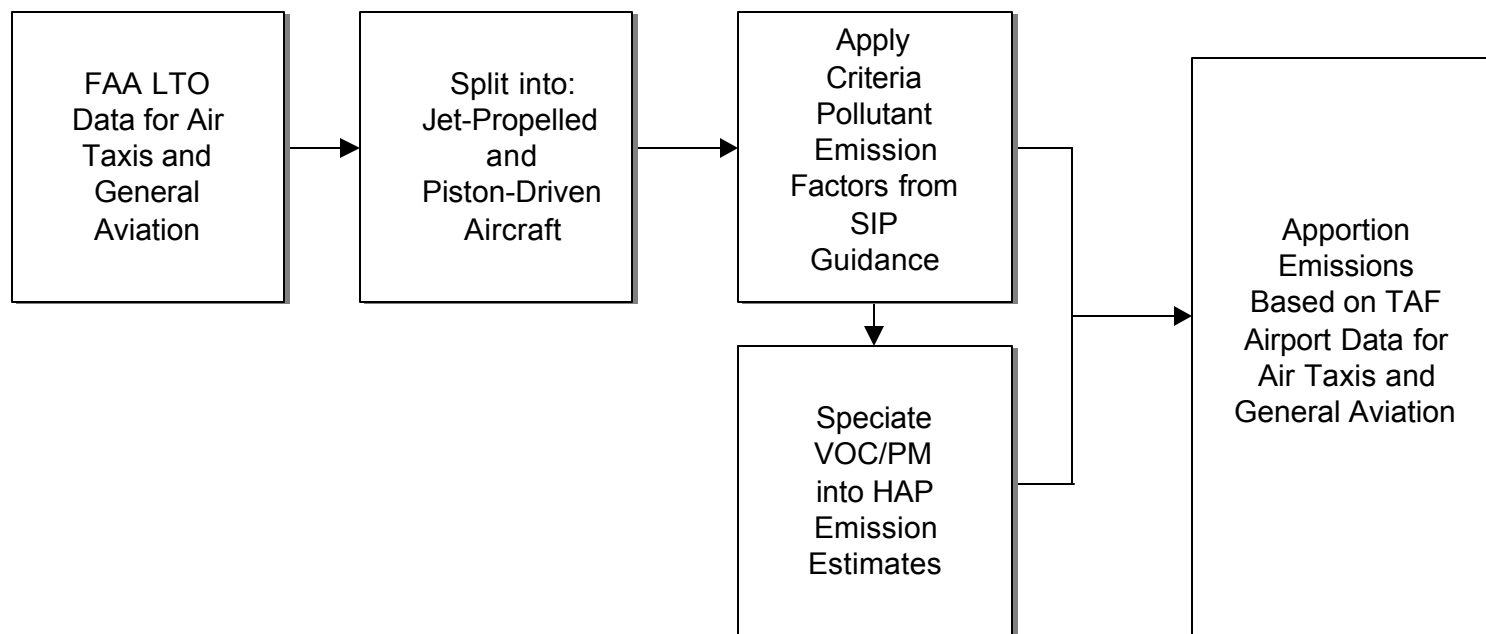 FAA LTO
Data for Air
Taxis and
General
Aviation
Split into:
Jet-Propelled
and
Piston-Driven
Aircraft
Apply
Criteria
Pollutant
Emission
Factors from
SIP
Guidance
Speciate
VOC/PM
into HAP
Emission
Estimates
Apportion
Emissions
Based on TAF
Airport Data for
Air Taxis and
General Aviation